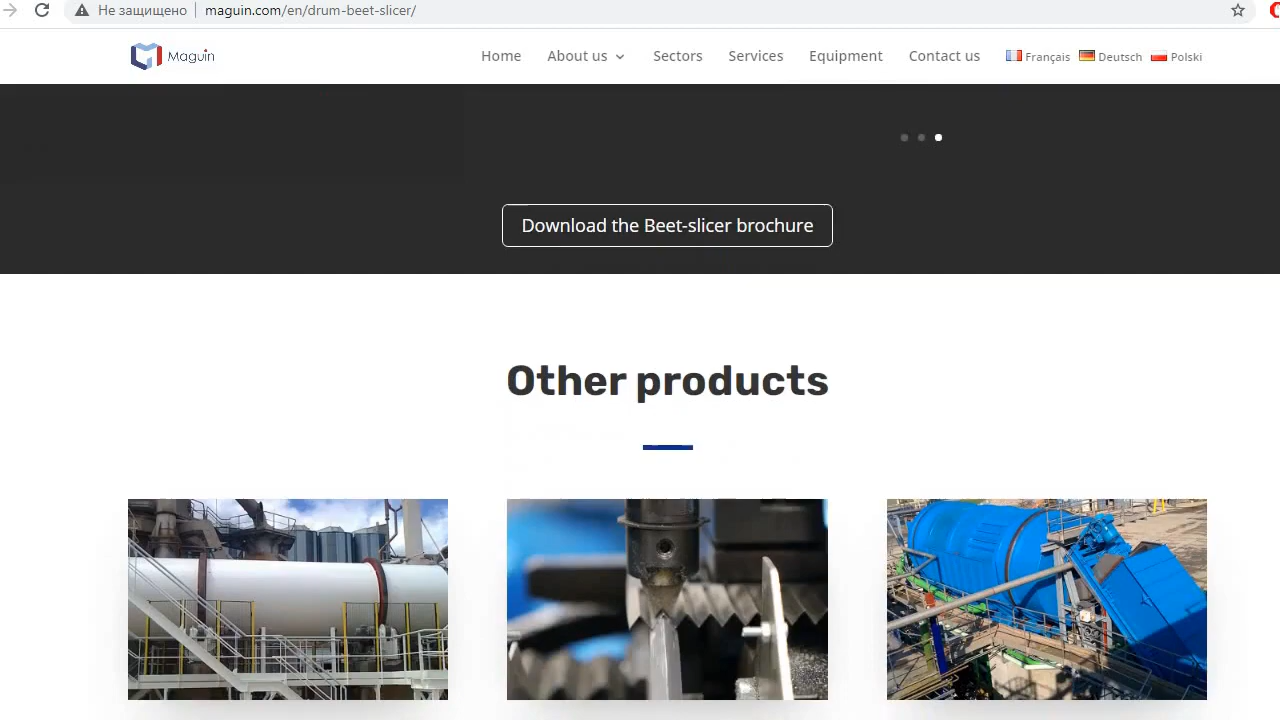 Не защищено | maguin.com/en/drum-beet-slicer/
Maguin
Home About us Sectors Services Equipment Contact us Français Deutsch Polski
Download the Beet-slicer brochure
Other products